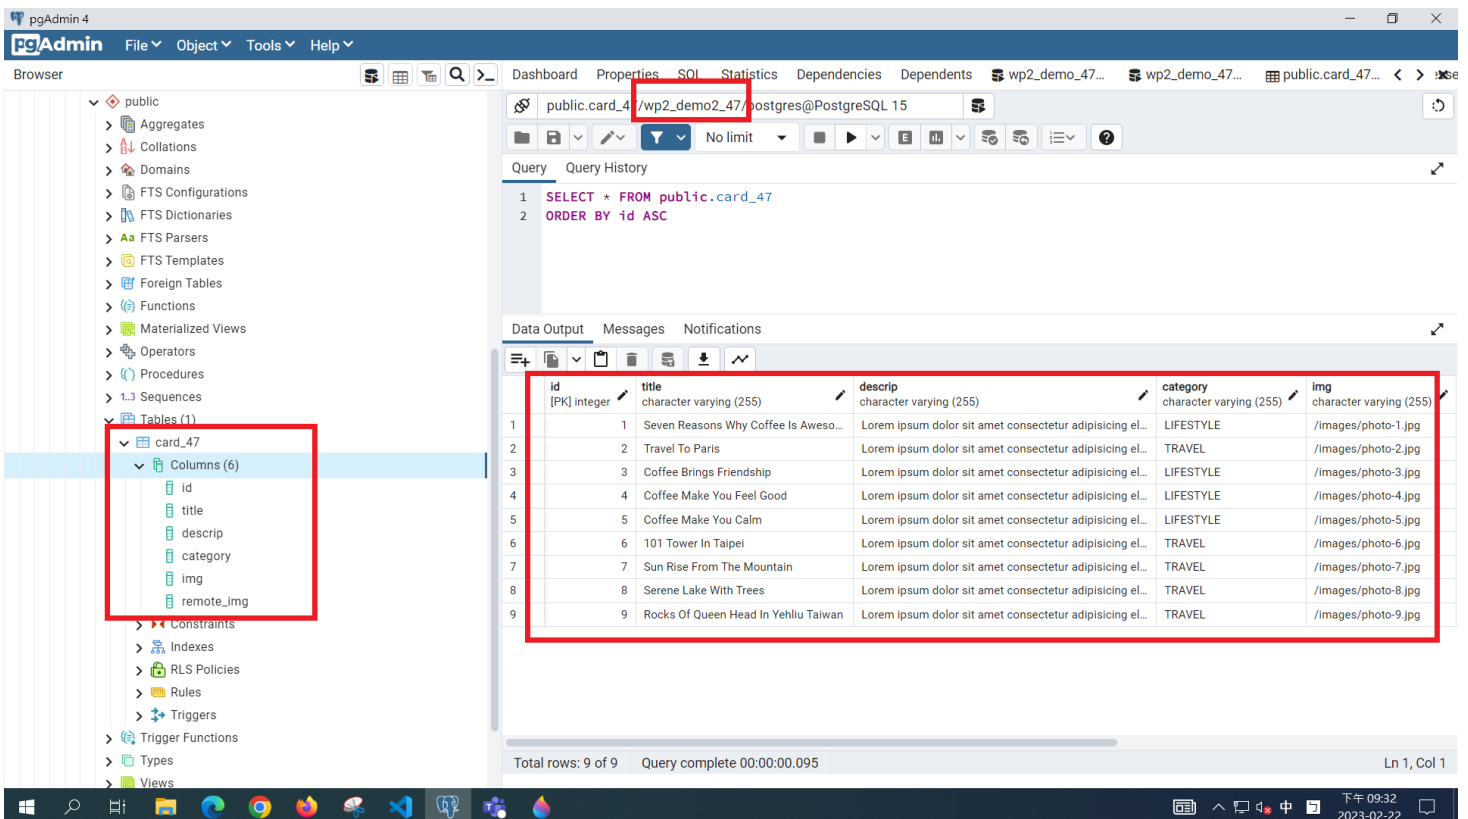 pgAdmin 4
pgAdmin File Object Tools Help
Browser
Dashboard Properties SQL Statistics Dependencies Dependents wp2_demo_47... wp2_demo_47... public.card_47...
public
Aggregates
Collations
Domains
FTS Configurations
FTS Dictionaries
Aa FTS Parsers
FTS Templates
Foreign Tables
Functions
Materialized Views
Operators
Procedures
1..3 Sequences
Tables (1)
card_47
Columns (6)
id
title
descrip
category
img
remote_img
Constraints
Indexes
RLS Policies
Rules
Triggers
Trigger Functions
Types
Views
public.card_47/wp2_demo2_47/postgres@PostgreSQL 15
No limit
E
Query Query History
1 SELECT * FROM public.card_47
2 ORDER BY id ASC
Data Output Messages Notifications
id title descrip category img
[PK] integer character varying (255) character varying (255) character varying (255) character varying (255)
1 1 Seven Reasons Why Coffee Is Aweso... Lorem ipsum dolor sit amet consectetur adipisicing el... LIFESTYLE /images/photo-1.jpg
2 2 Travel To Paris Lorem ipsum dolor sit amet consectetur adipisicing el... TRAVEL /images/photo-2.jpg
3 3 Coffee Brings Friendship Lorem ipsum dolor sit amet consectetur adipisicing el... LIFESTYLE /images/photo-3.jpg
4 4 Coffee Make You Feel Good Lorem ipsum dolor sit amet consectetur adipisicing el... LIFESTYLE /images/photo-4.jpg
5 5 Coffee Make You Calm Lorem ipsum dolor sit amet consectetur adipisicing el... LIFESTYLE /images/photo-5.jpg
6 6 101 Tower In Taipei Lorem ipsum dolor sit amet consectetur adipisicing el... TRAVEL /images/photo-6.jpg
7 7 Sun Rise From The Mountain Lorem ipsum dolor sit amet consectetur adipisicing el... TRAVEL /images/photo-7.jpg
8 8 Serene Lake With Trees Lorem ipsum dolor sit amet consectetur adipisicing el... TRAVEL /images/photo-8.jpg
9 9 Rocks Of Queen Head In Yehliu Taiwan Lorem ipsum dolor sit amet consectetur adipisicing el... TRAVEL /images/photo-9.jpg
Total rows: 9 of 9 Query complete 00:00:00.095 Ln 1, Col 1
中
下午 09:32
2023-02-22